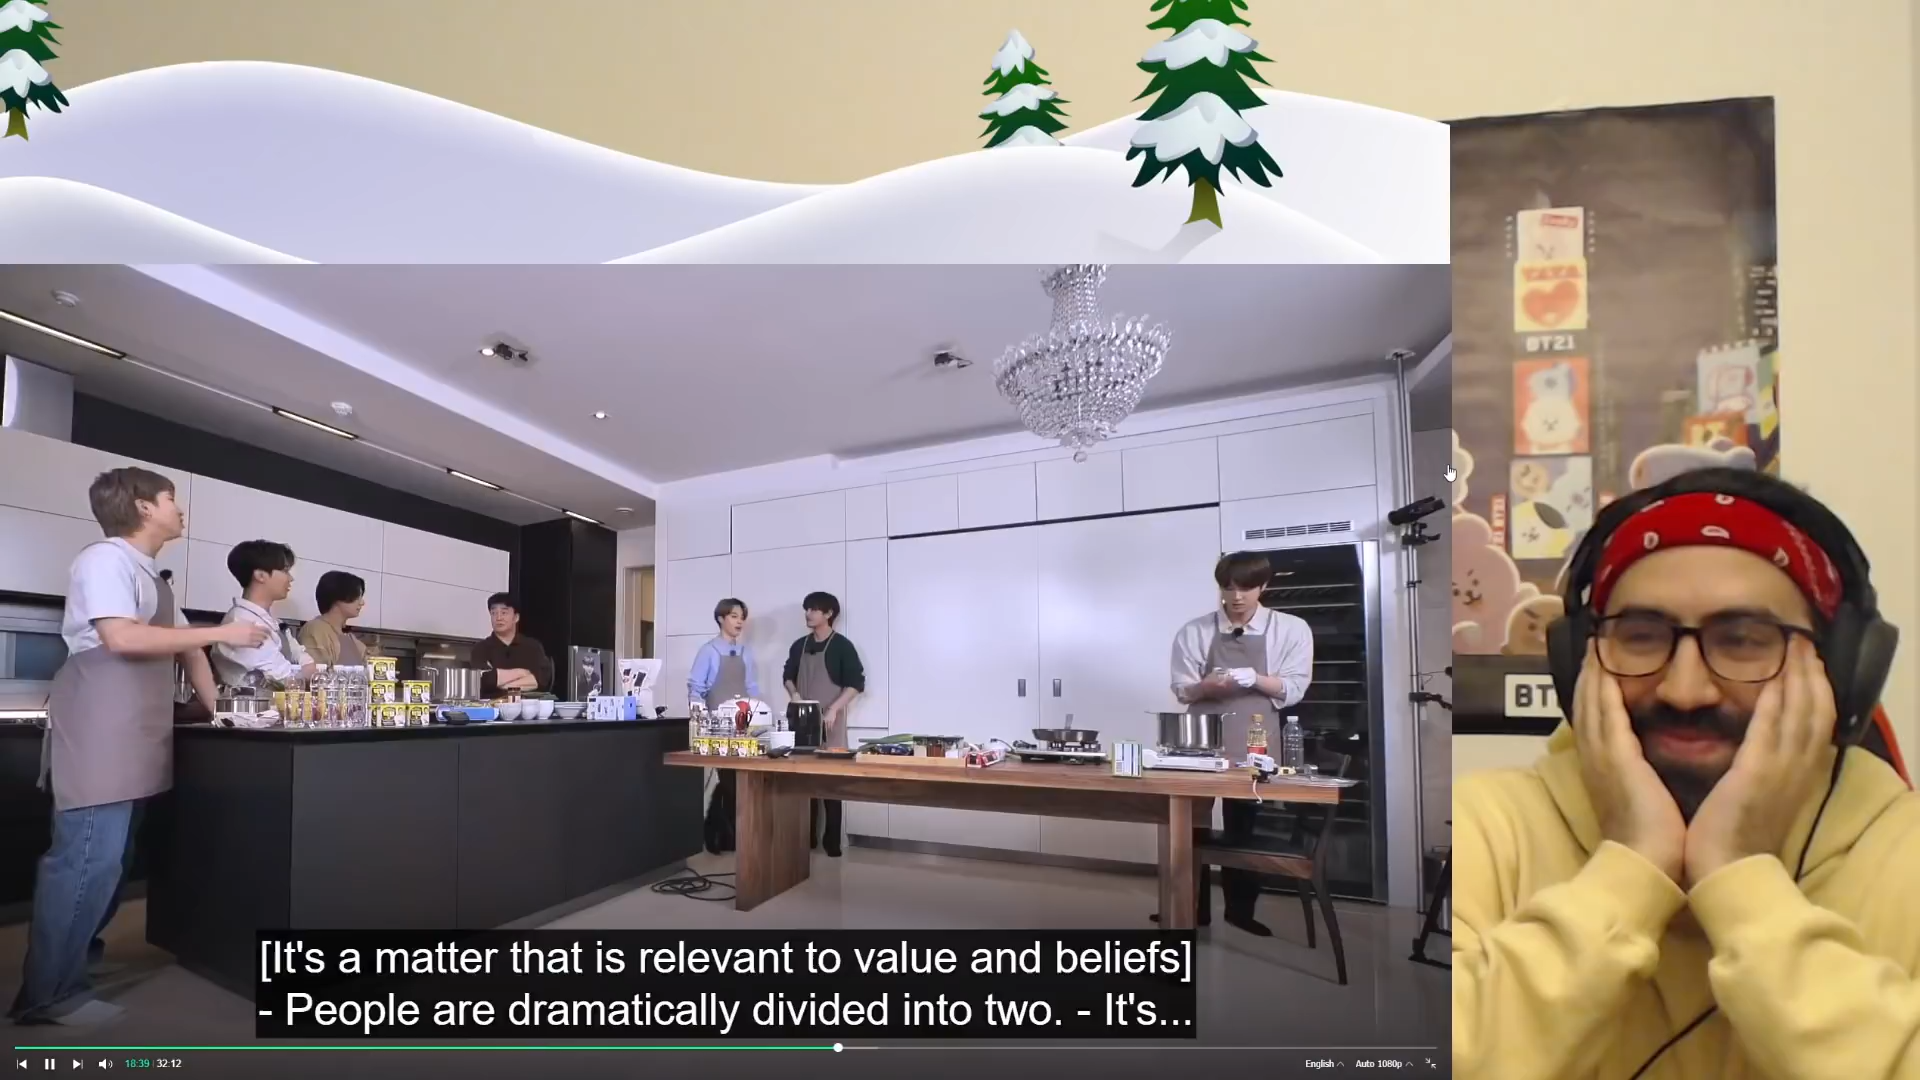 BT21
[It's a matter that is relevant to value and beliefs]
- People are dramatically divided into two. - It's...
18:39 32:12
English
Auto 1080p